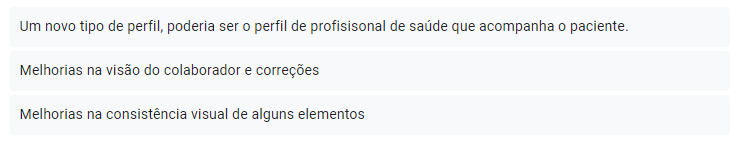 Um novo tipo de perfil, poderia ser o perfil de profisisonal de saúde que acompanha o paciente.
Melhorias na visão do colaborador e correções
Melhorias na consistência visual de alguns elementos